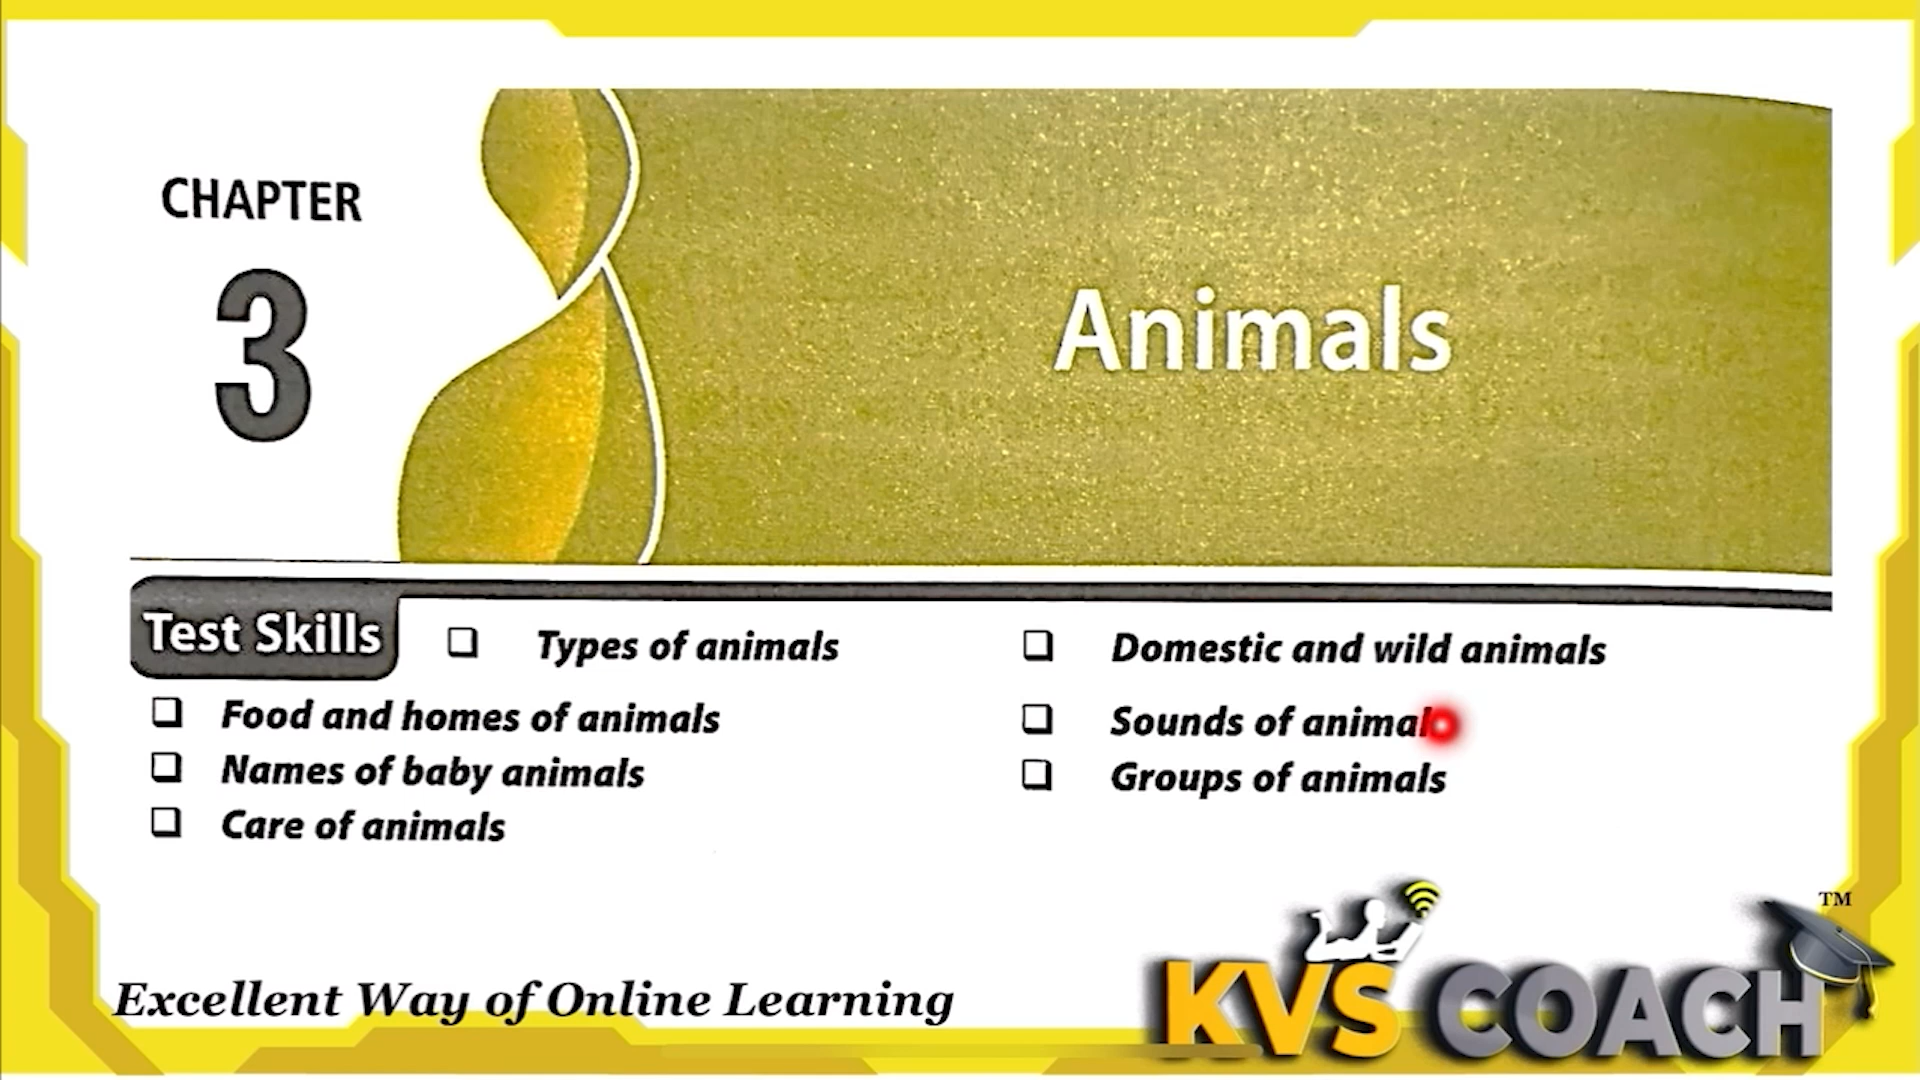 CHAPTER
3
Animals
Test Skills
❑ Types of animals
❑ Domestic and wild animals
❑ Food and homes of animals
❑ Sounds of animal
❑ Names of baby animals
❑ Groups of animals
❑ Care of animals
Excellent Way of Online Learning
KVS COACH
TM